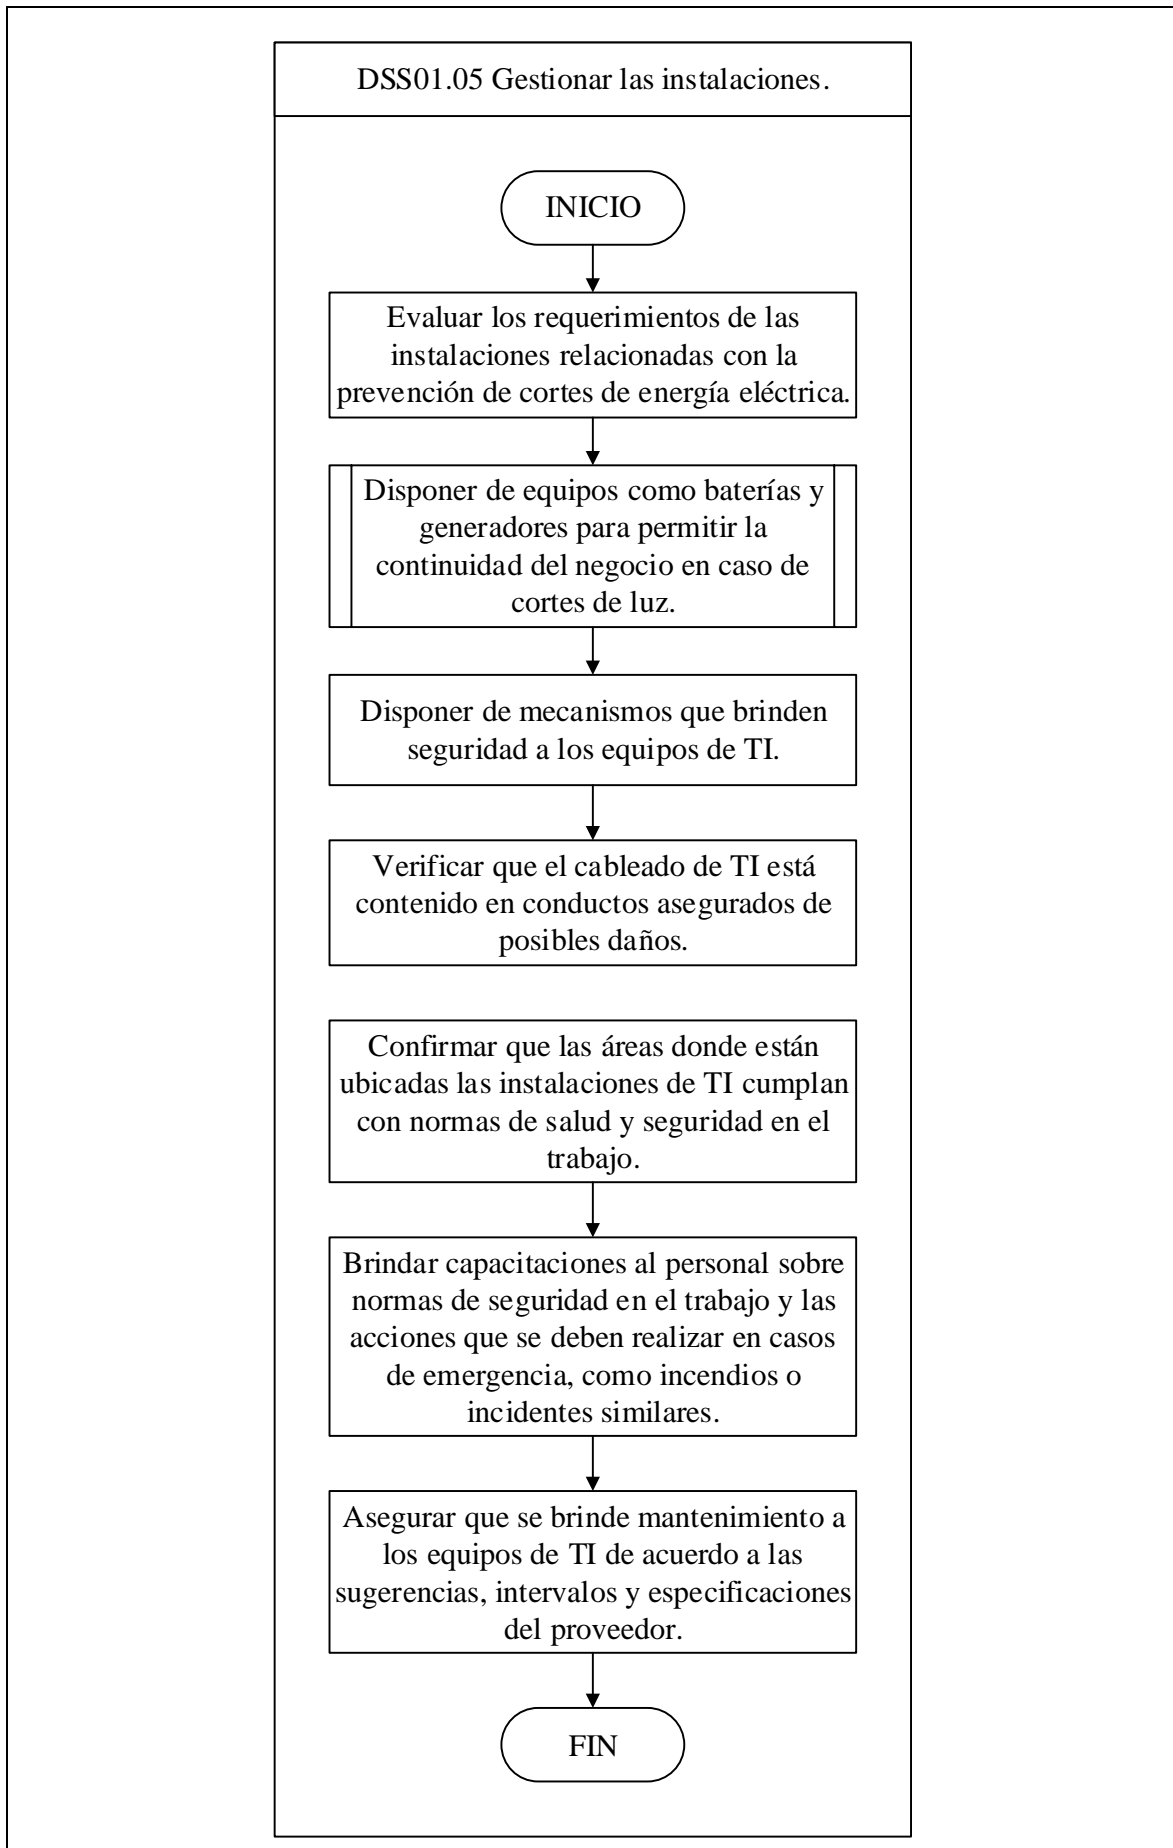 DSS01.05 Gestionar las instalaciones.
INICIO
Evaluar los requerimientos de las
instalaciones relacionadas con la
prevención de cortes de energía eléctrica.
Disponer de equipos como baterías y
generadores para permitir la
continuidad del negocio en caso de
cortes de luz.
Disponer de mecanismos que brinden
seguridad a los equipos de TI.
Verificar que el cableado de TI está
contenido en conductos asegurados de
posibles daños.
Confirmar que las áreas donde están
ubicadas las instalaciones de TI cumplan
con normas de salud y seguridad en el
trabajo.
Brindar capacitaciones al personal sobre
normas de seguridad en el trabajo y las
acciones que se deben realizar en casos
de emergencia, como incendios o
incidentes similares.
Asegurar que se brinde mantenimiento a
los equipos de TI de acuerdo a las
sugerencias, intervalos y especificaciones
del proveedor.
FIN